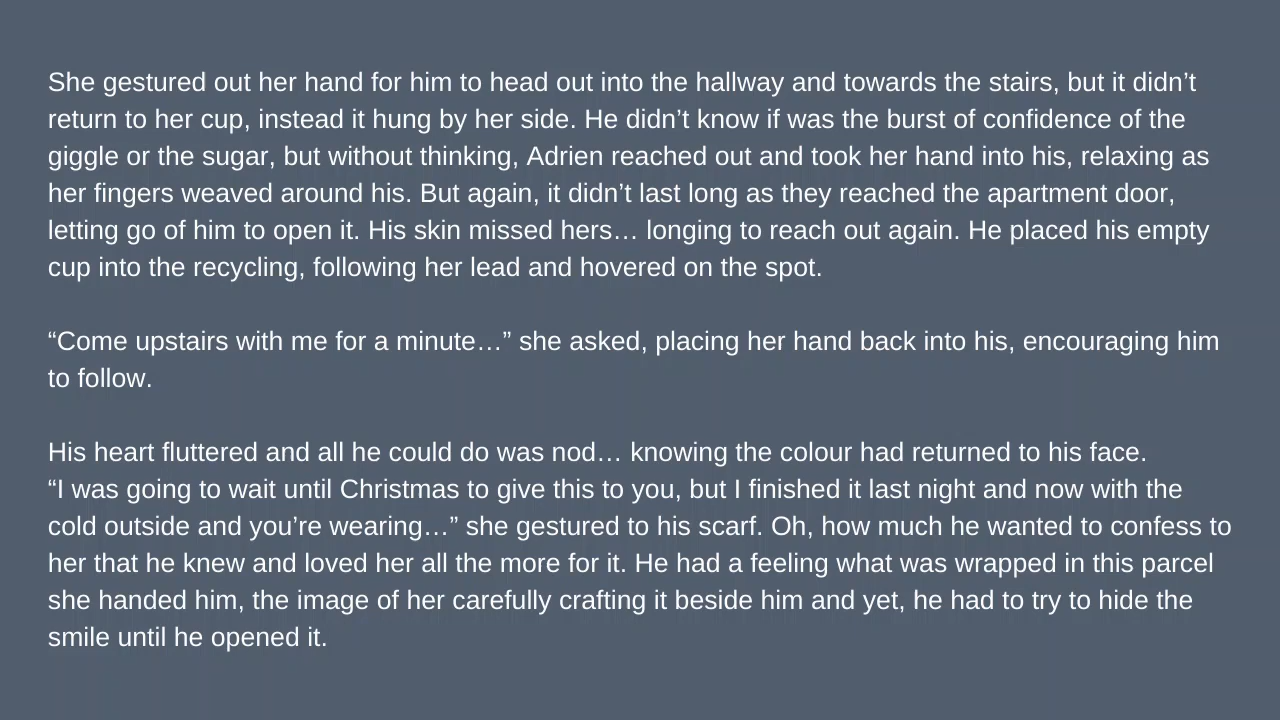 She gestured out her hand for him to head out into the hallway and towards the stairs, but it didn’t
return to her cup, instead it hung by her side. He didn’t know if was the burst of confidence of the
giggle or the sugar, but without thinking, Adrien reached out and took her hand into his, relaxing as
her fingers weaved around his. But again, it didn’t last long as they reached the apartment door,
letting go of him to open it. His skin missed hers… longing to reach out again. He placed his empty
cup into the recycling, following her lead and hovered on the spot.
“Come upstairs with me for a minute…” she asked, placing her hand back into his, encouraging him
to follow.
His heart fluttered and all he could do was nod… knowing the colour had returned to his face.
“I was going to wait until Christmas to give this to you, but I finished it last night and now with the
cold outside and you’re wearing…” she gestured to his scarf. Oh, how much he wanted to confess to
her that he knew and loved her all the more for it. He had a feeling what was wrapped in this parcel
she handed him, the image of her carefully crafting it beside him and yet, he had to try to hide the
smile until he opened it.